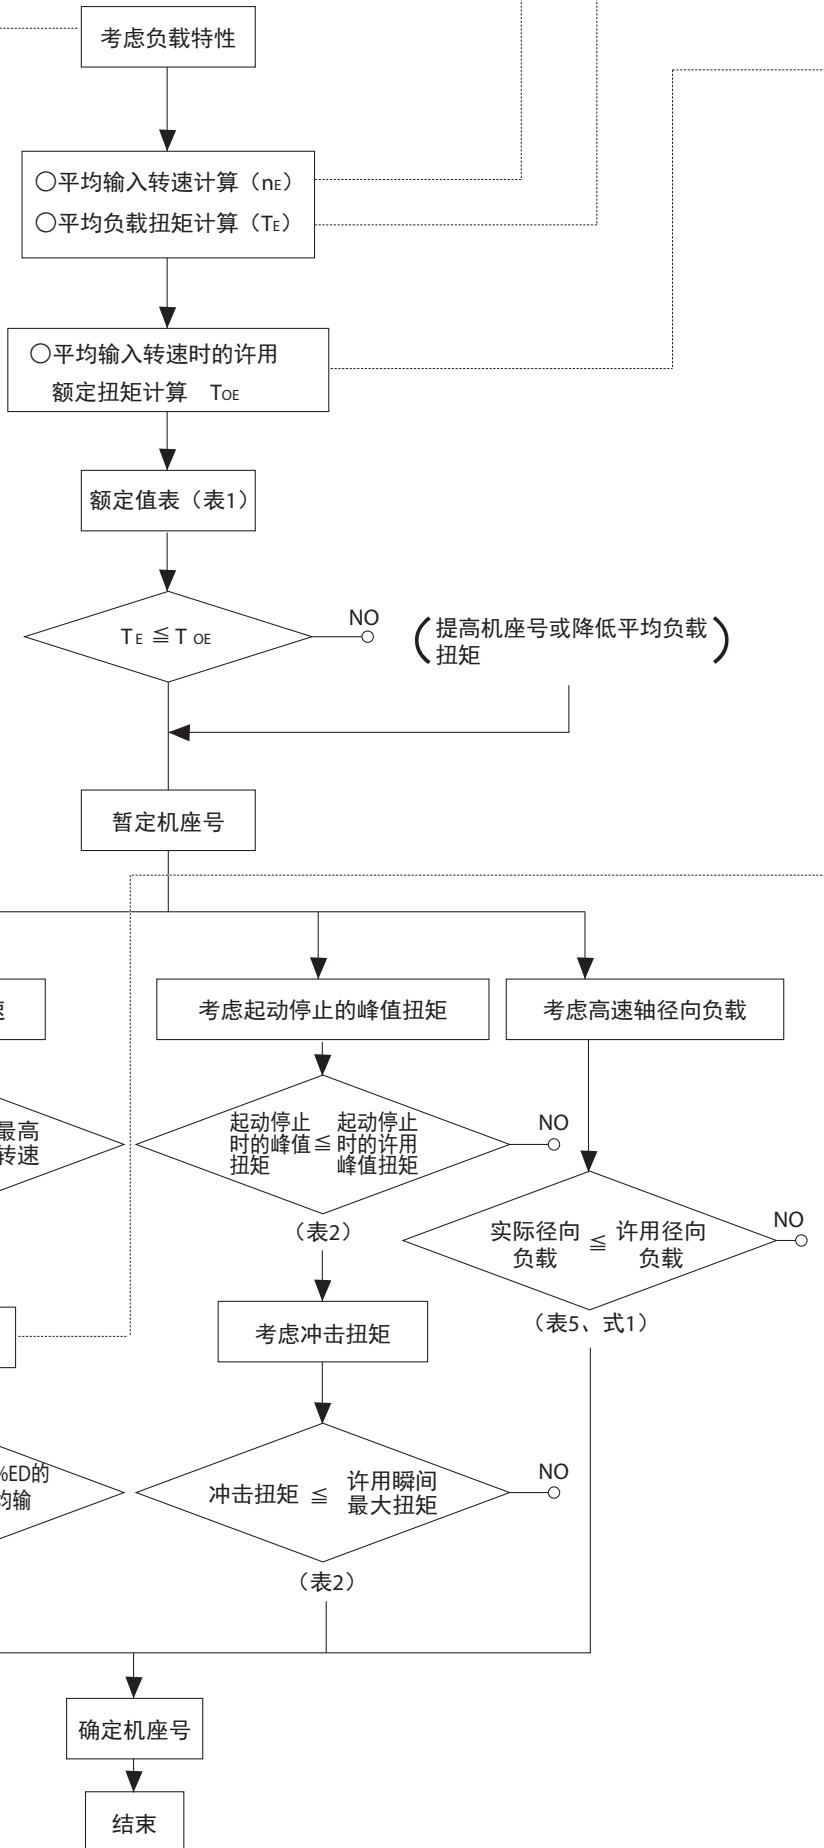 考虑负载特性
○平均输入转速计算（nE）
○平均负载扭矩计算（TE）
○平均输入转速时的许用
额定扭矩计算 TOE
额定值表（表1）
TE ≦ TOE
NO
提高机座号或降低平均负载
扭矩
暂定机座号
考虑起动停止的峰值扭矩
考虑高速轴径向负载
最高
转速
起动停止
时的峰值
扭矩
≦
起动停止
时的许用
峰值扭矩
NO
（表2）
实际径向
负载
≦
许用径向
负载
NO
（表5、式1）
考虑冲击扭矩
%ED的
均输
冲击扭矩 ≦
许用瞬间
最大扭矩
NO
（表2）
确定机座号
结束